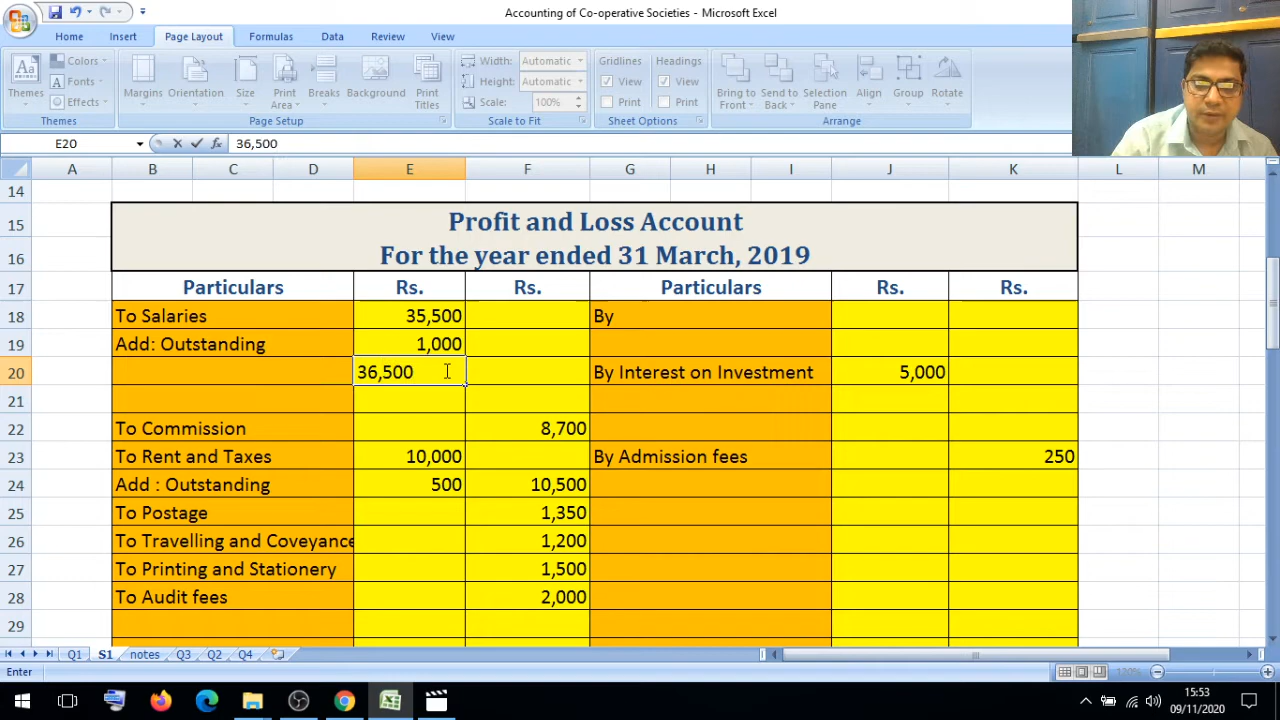 Accounting of Co-operative Societies - Microsoft Excel
Home Insert Page Layout Formulas Data Review View
Colors Width: Automatic Gridlines Headings
Aa Fonts Height: Automatic View View
Themes Effects Margins Orientation Size Print Area Breaks Background Print Titles Scale: 100% Print Print Bring to Front Send to Back Selection Pane Align Group Rotate
Themes Page Setup Scale to Fit Sheet Options Arrange
E20 fx 36,500
A B C D E F G H I J K L M
14
15 Profit and Loss Account
16 For the year ended 31 March, 2019
17 Particulars Rs. Rs. Particulars Rs. Rs.
18 To Salaries 35,500 By
19 Add: Outstanding 1,000
20 36,500 By Interest on Investment 5,000
21
22 To Commission 8,700
23 To Rent and Taxes 10,000 By Admission fees 250
24 Add : Outstanding 500 10,500
25 To Postage 1,350
26 To Travelling and Coveyance 1,200
27 To Printing and Stationery 1,500
28 To Audit fees 2,000
29
Q1 S1 notes Q3 Q2 Q4
Enter 120%
15:53
09/11/2020